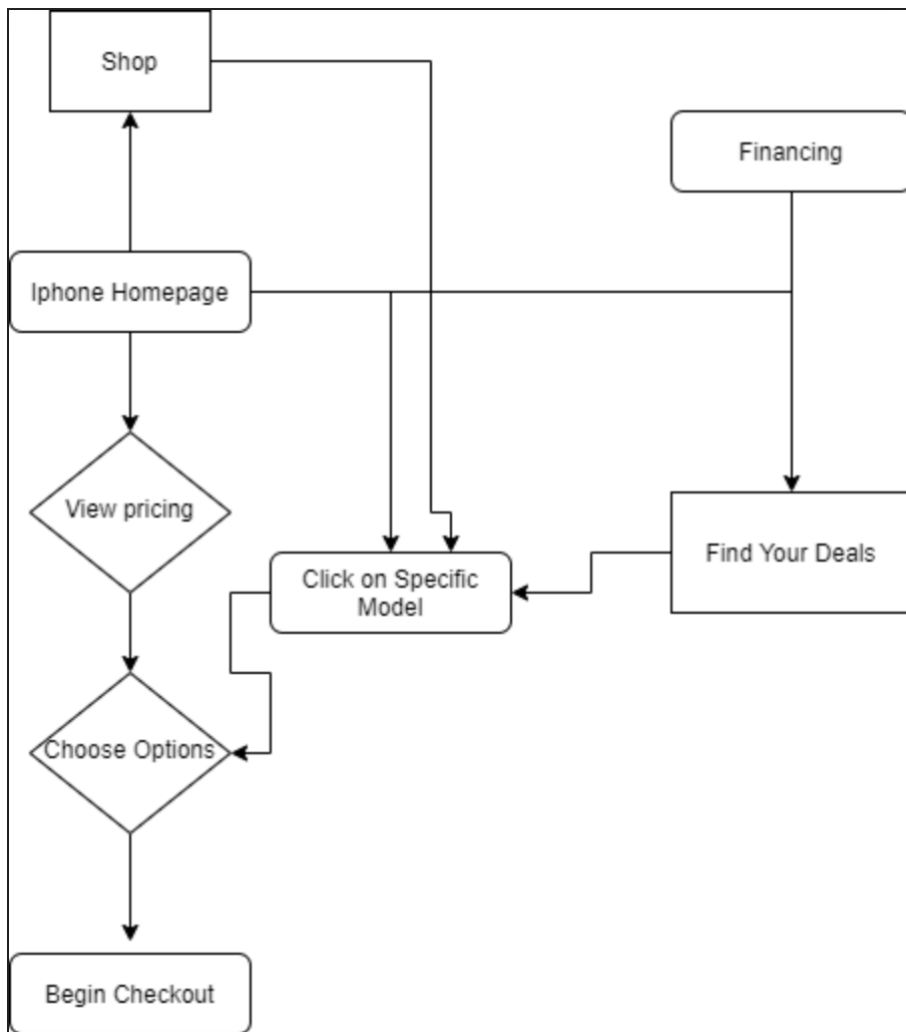 Shop
Financing
Iphone Homepage
View pricing
Find Your Deals
Click on Specific
Model
Choose Options
Begin Checkout